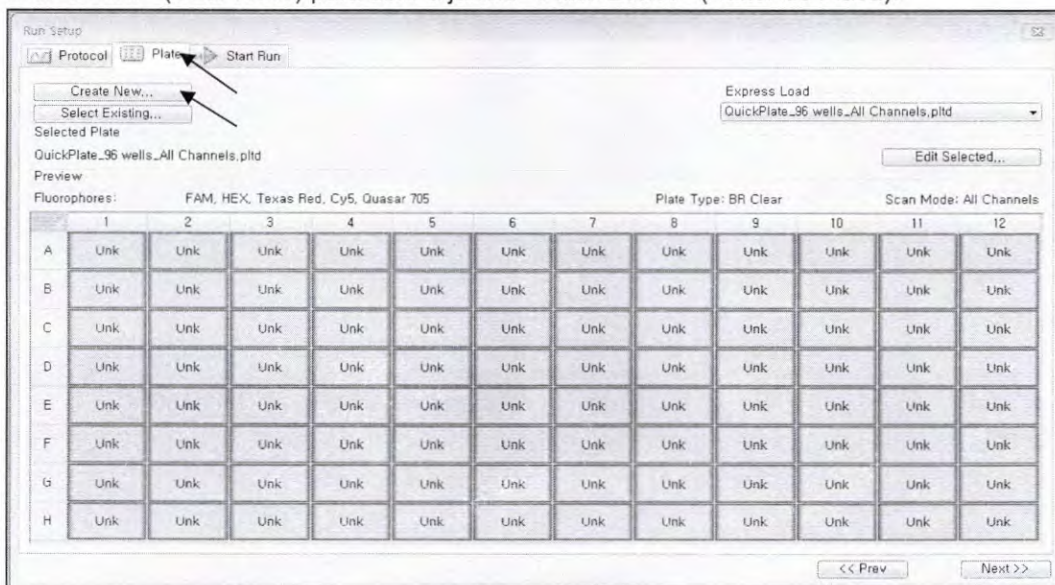 Run Setup
Protocol Plate Start Run
Create New... Express Load
Select Existing... QuickPlate_96 wells_All Channels.pltd
Selected Plate
QuickPlate_96 wells_All Channels.pltd Edit Selected...
Preview
Fluorophores: FAM, HEX, Texas Red, Cy5, Quasar 705 Plate Type: BR Clear Scan Mode: All Channels
1 2 3 4 5 6 7 8 9 10 11 12
A Unk Unk Unk Unk Unk Unk Unk Unk Unk Unk Unk Unk
B Unk Unk Unk Unk Unk Unk Unk Unk Unk Unk Unk Unk
C Unk Unk Unk Unk Unk Unk Unk Unk Unk Unk Unk Unk
D Unk Unk Unk Unk Unk Unk Unk Unk Unk Unk Unk Unk
E Unk Unk Unk Unk Unk Unk Unk Unk Unk Unk Unk Unk
F Unk Unk Unk Unk Unk Unk Unk Unk Unk Unk Unk Unk
G Unk Unk Unk Unk Unk Unk Unk Unk Unk Unk Unk Unk
H Unk Unk Unk Unk Unk Unk Unk Unk Unk Unk Unk Unk
<< Prev Next >>